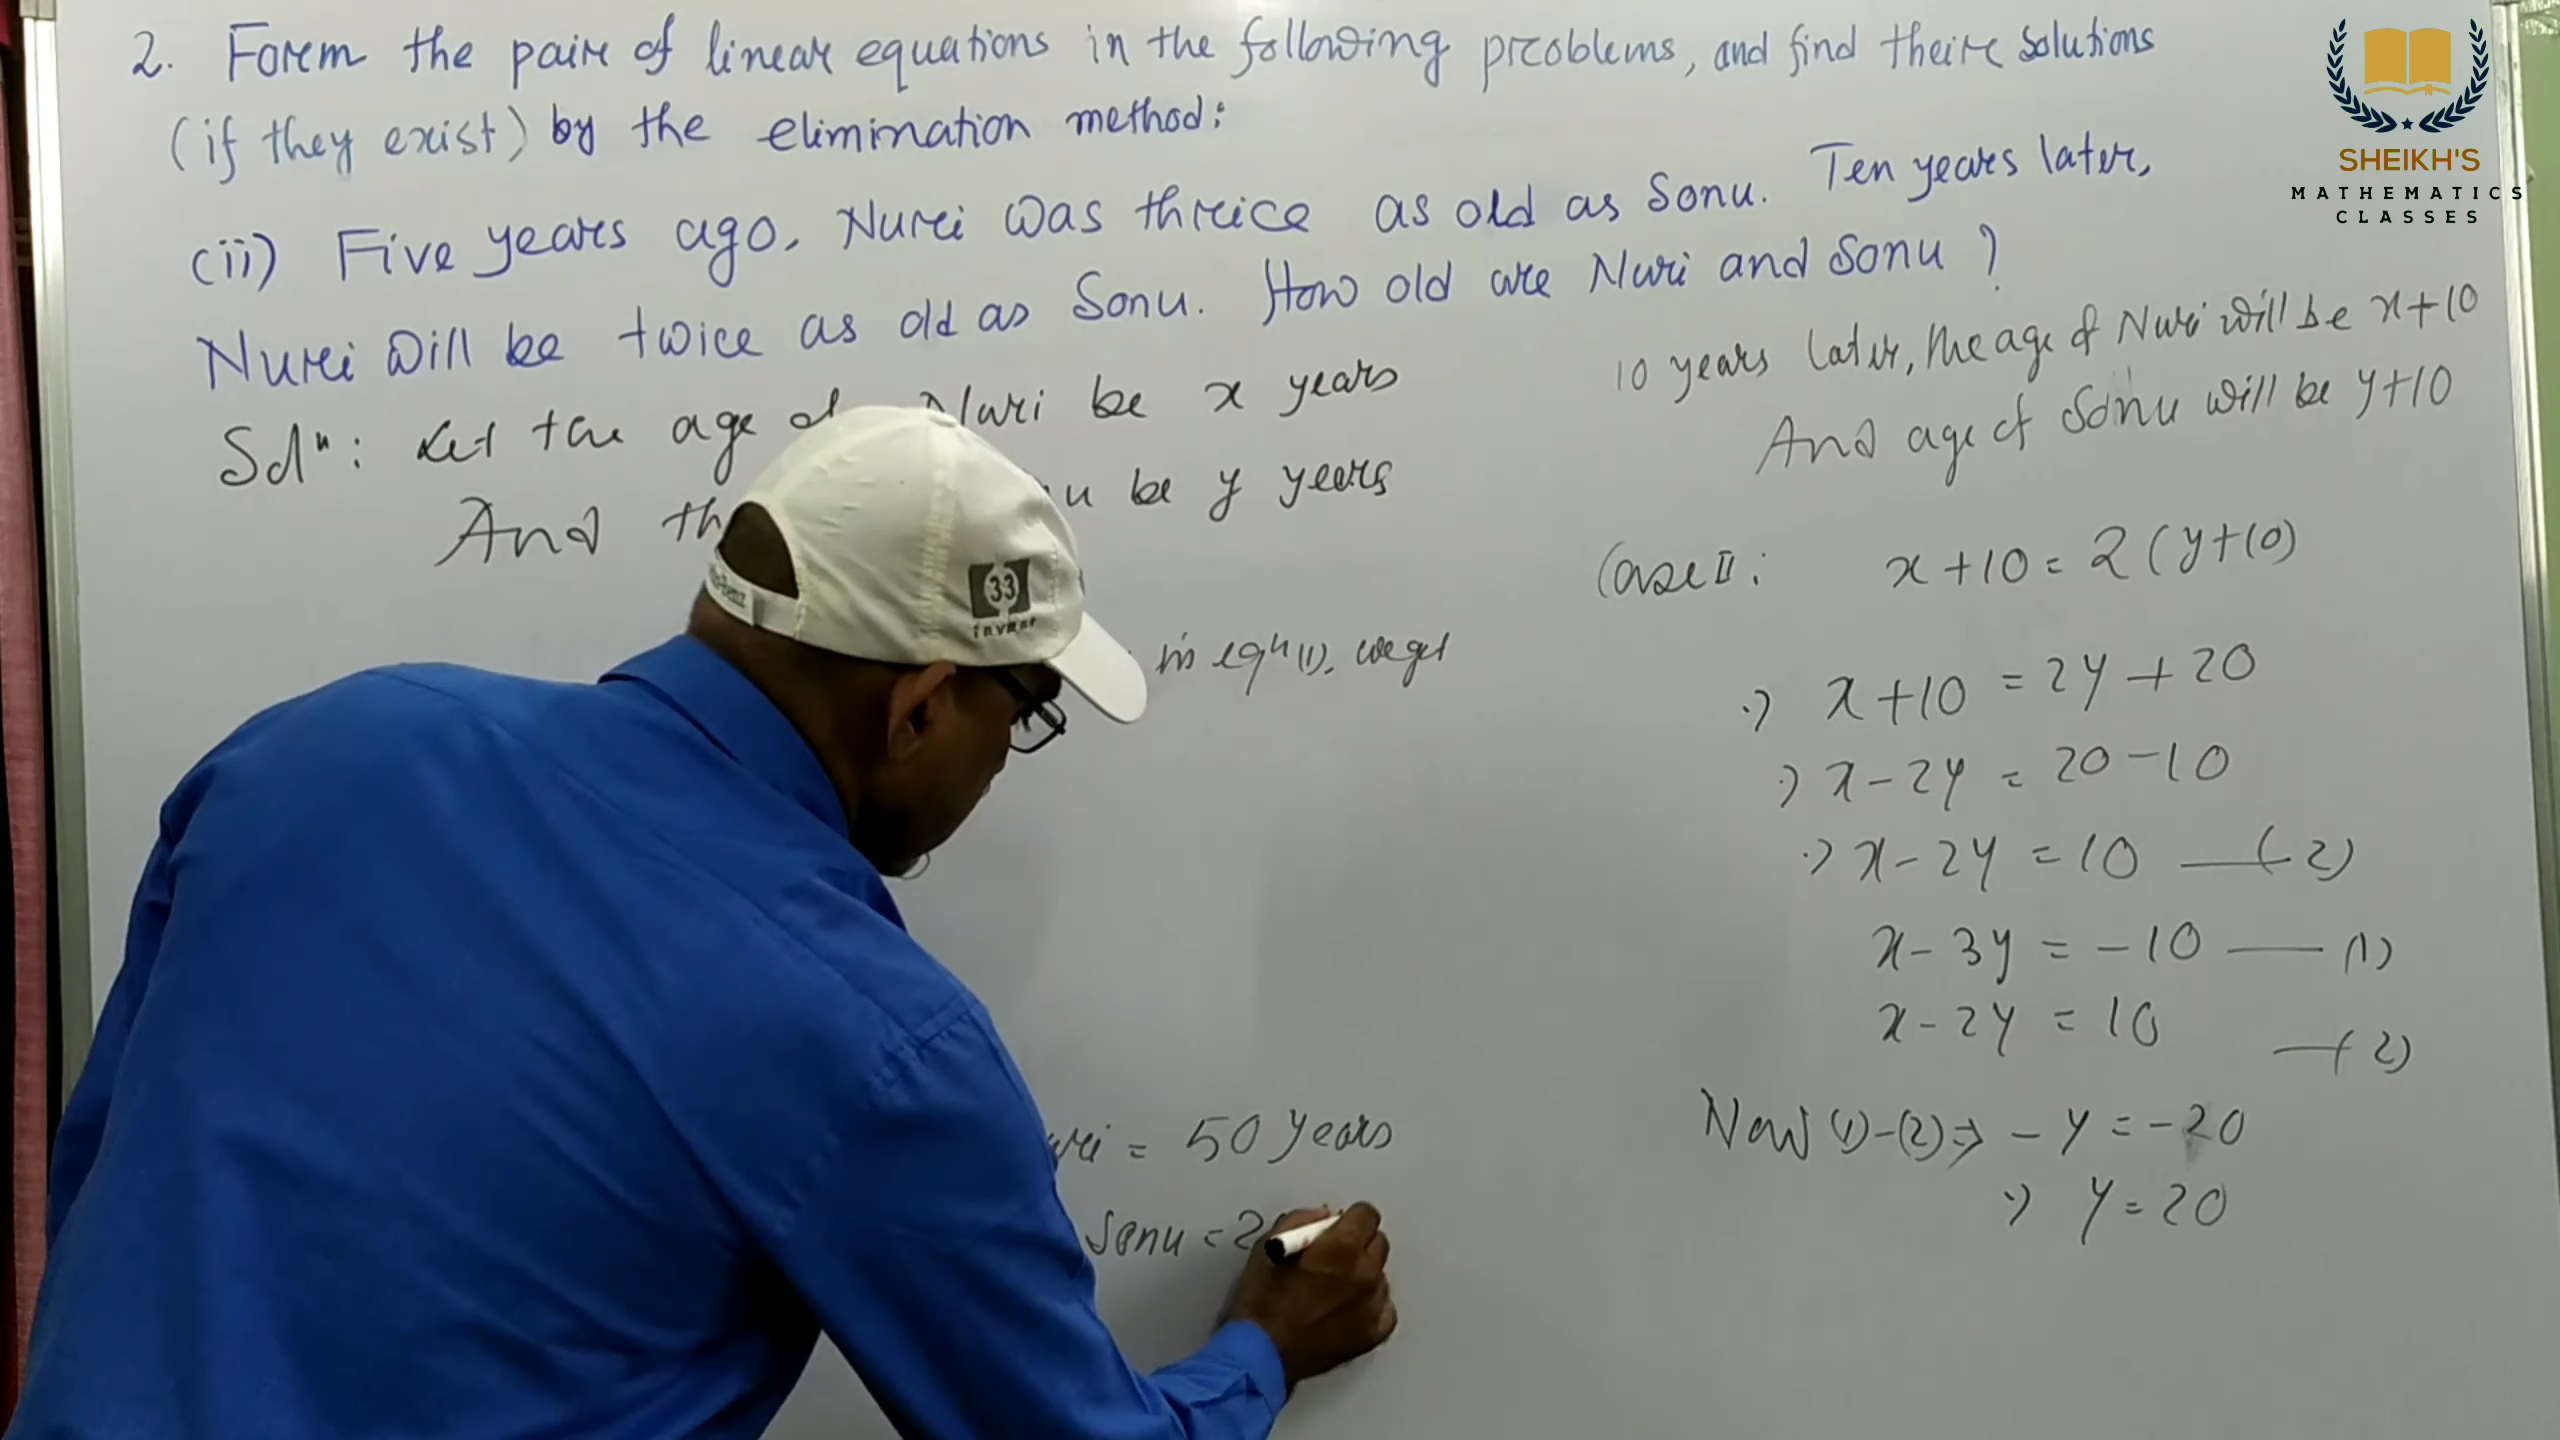 2. Form the pair of linear equations in the following problems, and find their solutions
(if they exist) by the elimination method:
(ii) Five years ago, Nuri was thrice as old as Sonu. Ten years later,
Nuri will be twice as old as Sonu. How old are Nuri and Sonu?
Solⁿ: Let the age Nuri be x years
And be y years
in eqⁿ (1), we get
= 50 years
Sonu =
10 years later, the age of Nuri will be x+10
And age of Sonu will be y+10
Case II: x+10 = 2(y+10)
⇒ x+10 = 2y+20
⇒ x-2y = 20-10
⇒ x-2y = 10 —(2)
x-3y = -10 — (1)
x-2y = 10 —(2)
Now (1)-(2)⇒ -y = -20
⇒ y = 20
SHEIKH'S
MATHEMATICS
CLASSES
33
invent